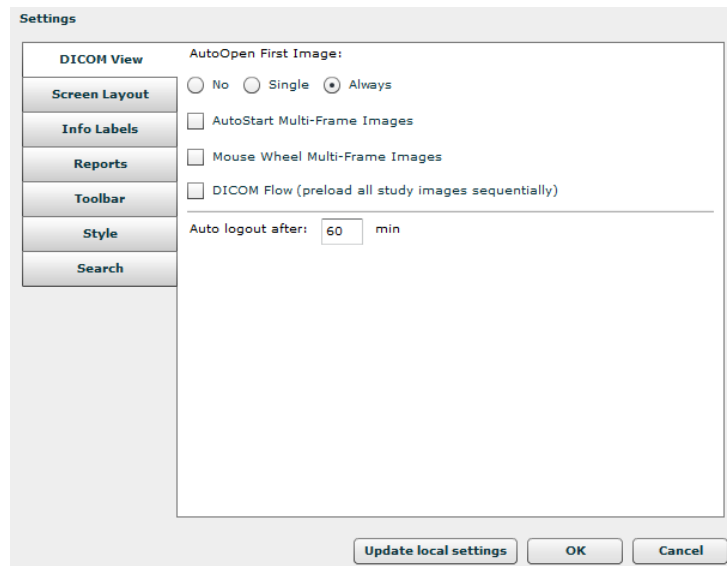 Settings
DICOM View
Screen Layout
Info Labels
Reports
Toolbar
Style
Search
AutoOpen First Image:
No Single Always
AutoStart Multi-Frame Images
Mouse Wheel Multi-Frame Images
DICOM Flow (preload all study images sequentially)
Auto logout after: 60 min
Update local settings OK Cancel